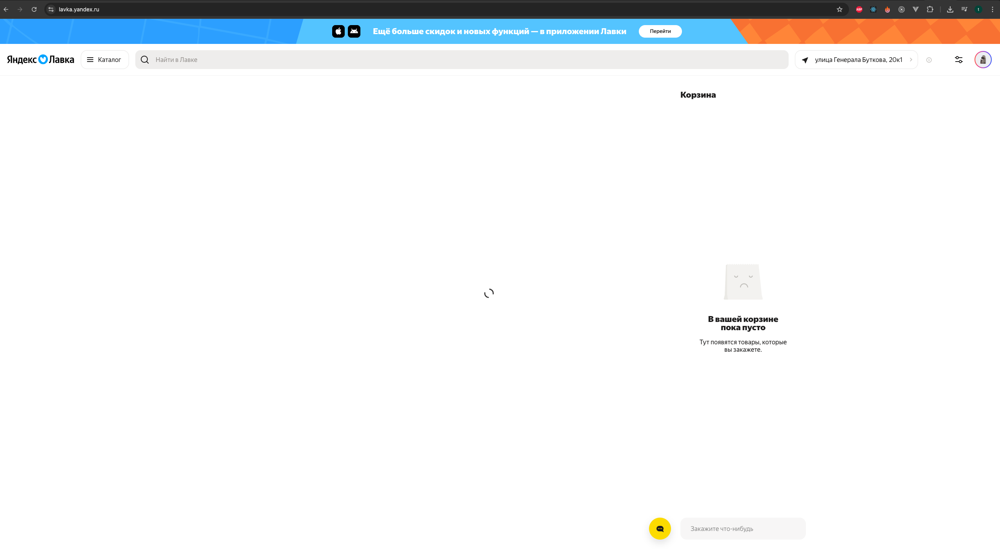 lavka.yandex.ru
ABP
t
Ещё больше скидок и новых функций — в приложении Лавки
Перейти
Яндекс Лавка
Каталог
Найти в Лавке
улица Генерала Буткова, 20к1
Корзина
В вашей корзине
пока пусто
Тут появятся товары, которые
вы закажете.
Закажите что-нибудь